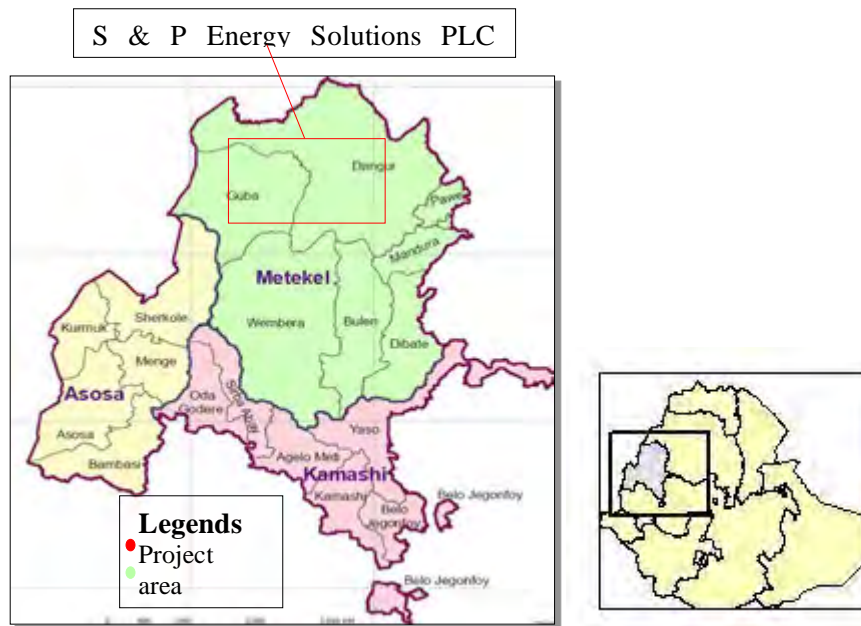 S & P Energy Solutions PLC
Dangur
Guba
Pawe
Mandura
Metekel
Wembera
Bulen
Dibate
Sherkole
Kurmuk
Menge
Asosa
Oda
Godere
Asosa
Bambasi
Yaso
Agelo Meti
Kamashi
Kamashi
Belo
Jegonfoy
Belo Jegonfoy
Belo Jegonfoy
Legends
Project
area